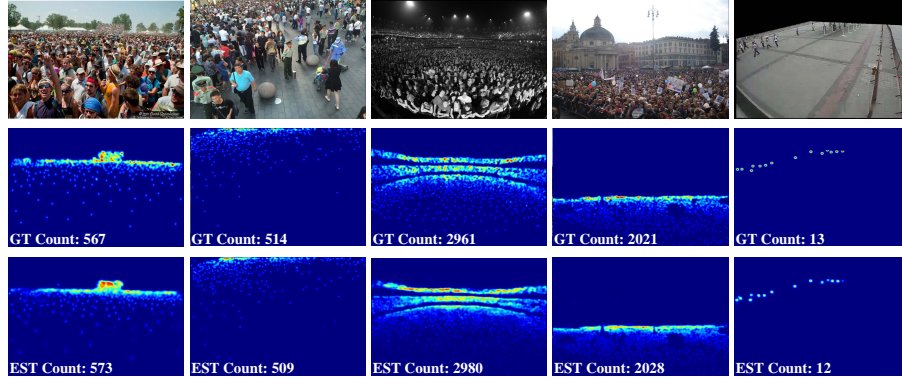 GT Count: 567
GT Count: 514
GT Count: 2961
GT Count: 2021
GT Count: 13
EST Count: 573
EST Count: 509
EST Count: 2980
EST Count: 2028
EST Count: 12